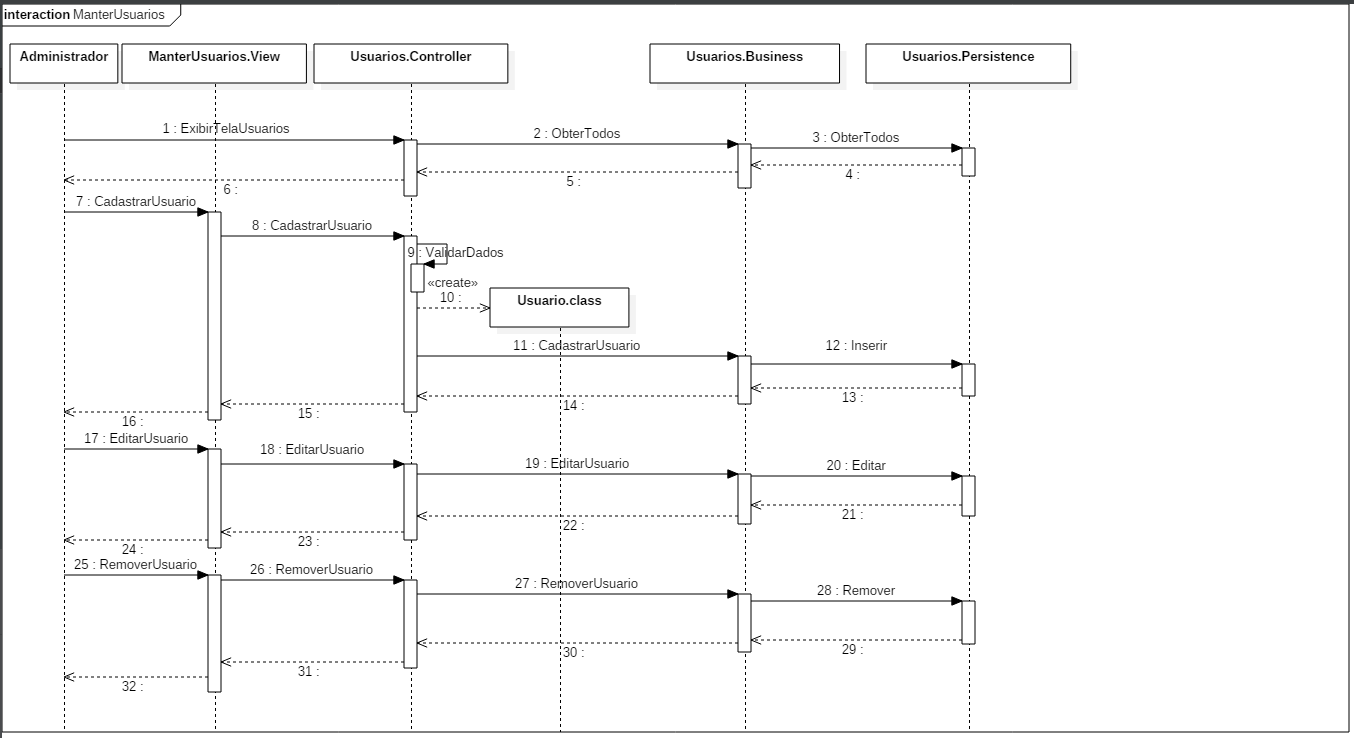 interaction ManterUsuarios
Administrador
ManterUsuarios.View
Usuarios.Controller
Usuarios.Business
Usuarios.Persistence
1 : ExibirTelaUsuarios
2 : ObterTodos
3 : ObterTodos
4 :
5 :
6 :
7 : CadastrarUsuario
8 : CadastrarUsuario
9 : ValidarDados
«create»
10 :
Usuario.class
11 : CadastrarUsuario
12 : Inserir
13 :
14 :
15 :
16 :
17 : EditarUsuario
18 : EditarUsuario
19 : EditarUsuario
20 : Editar
21 :
22 :
23 :
24 :
25 : RemoverUsuario
26 : RemoverUsuario
27 : RemoverUsuario
28 : Remover
29 :
30 :
31 :
32 :